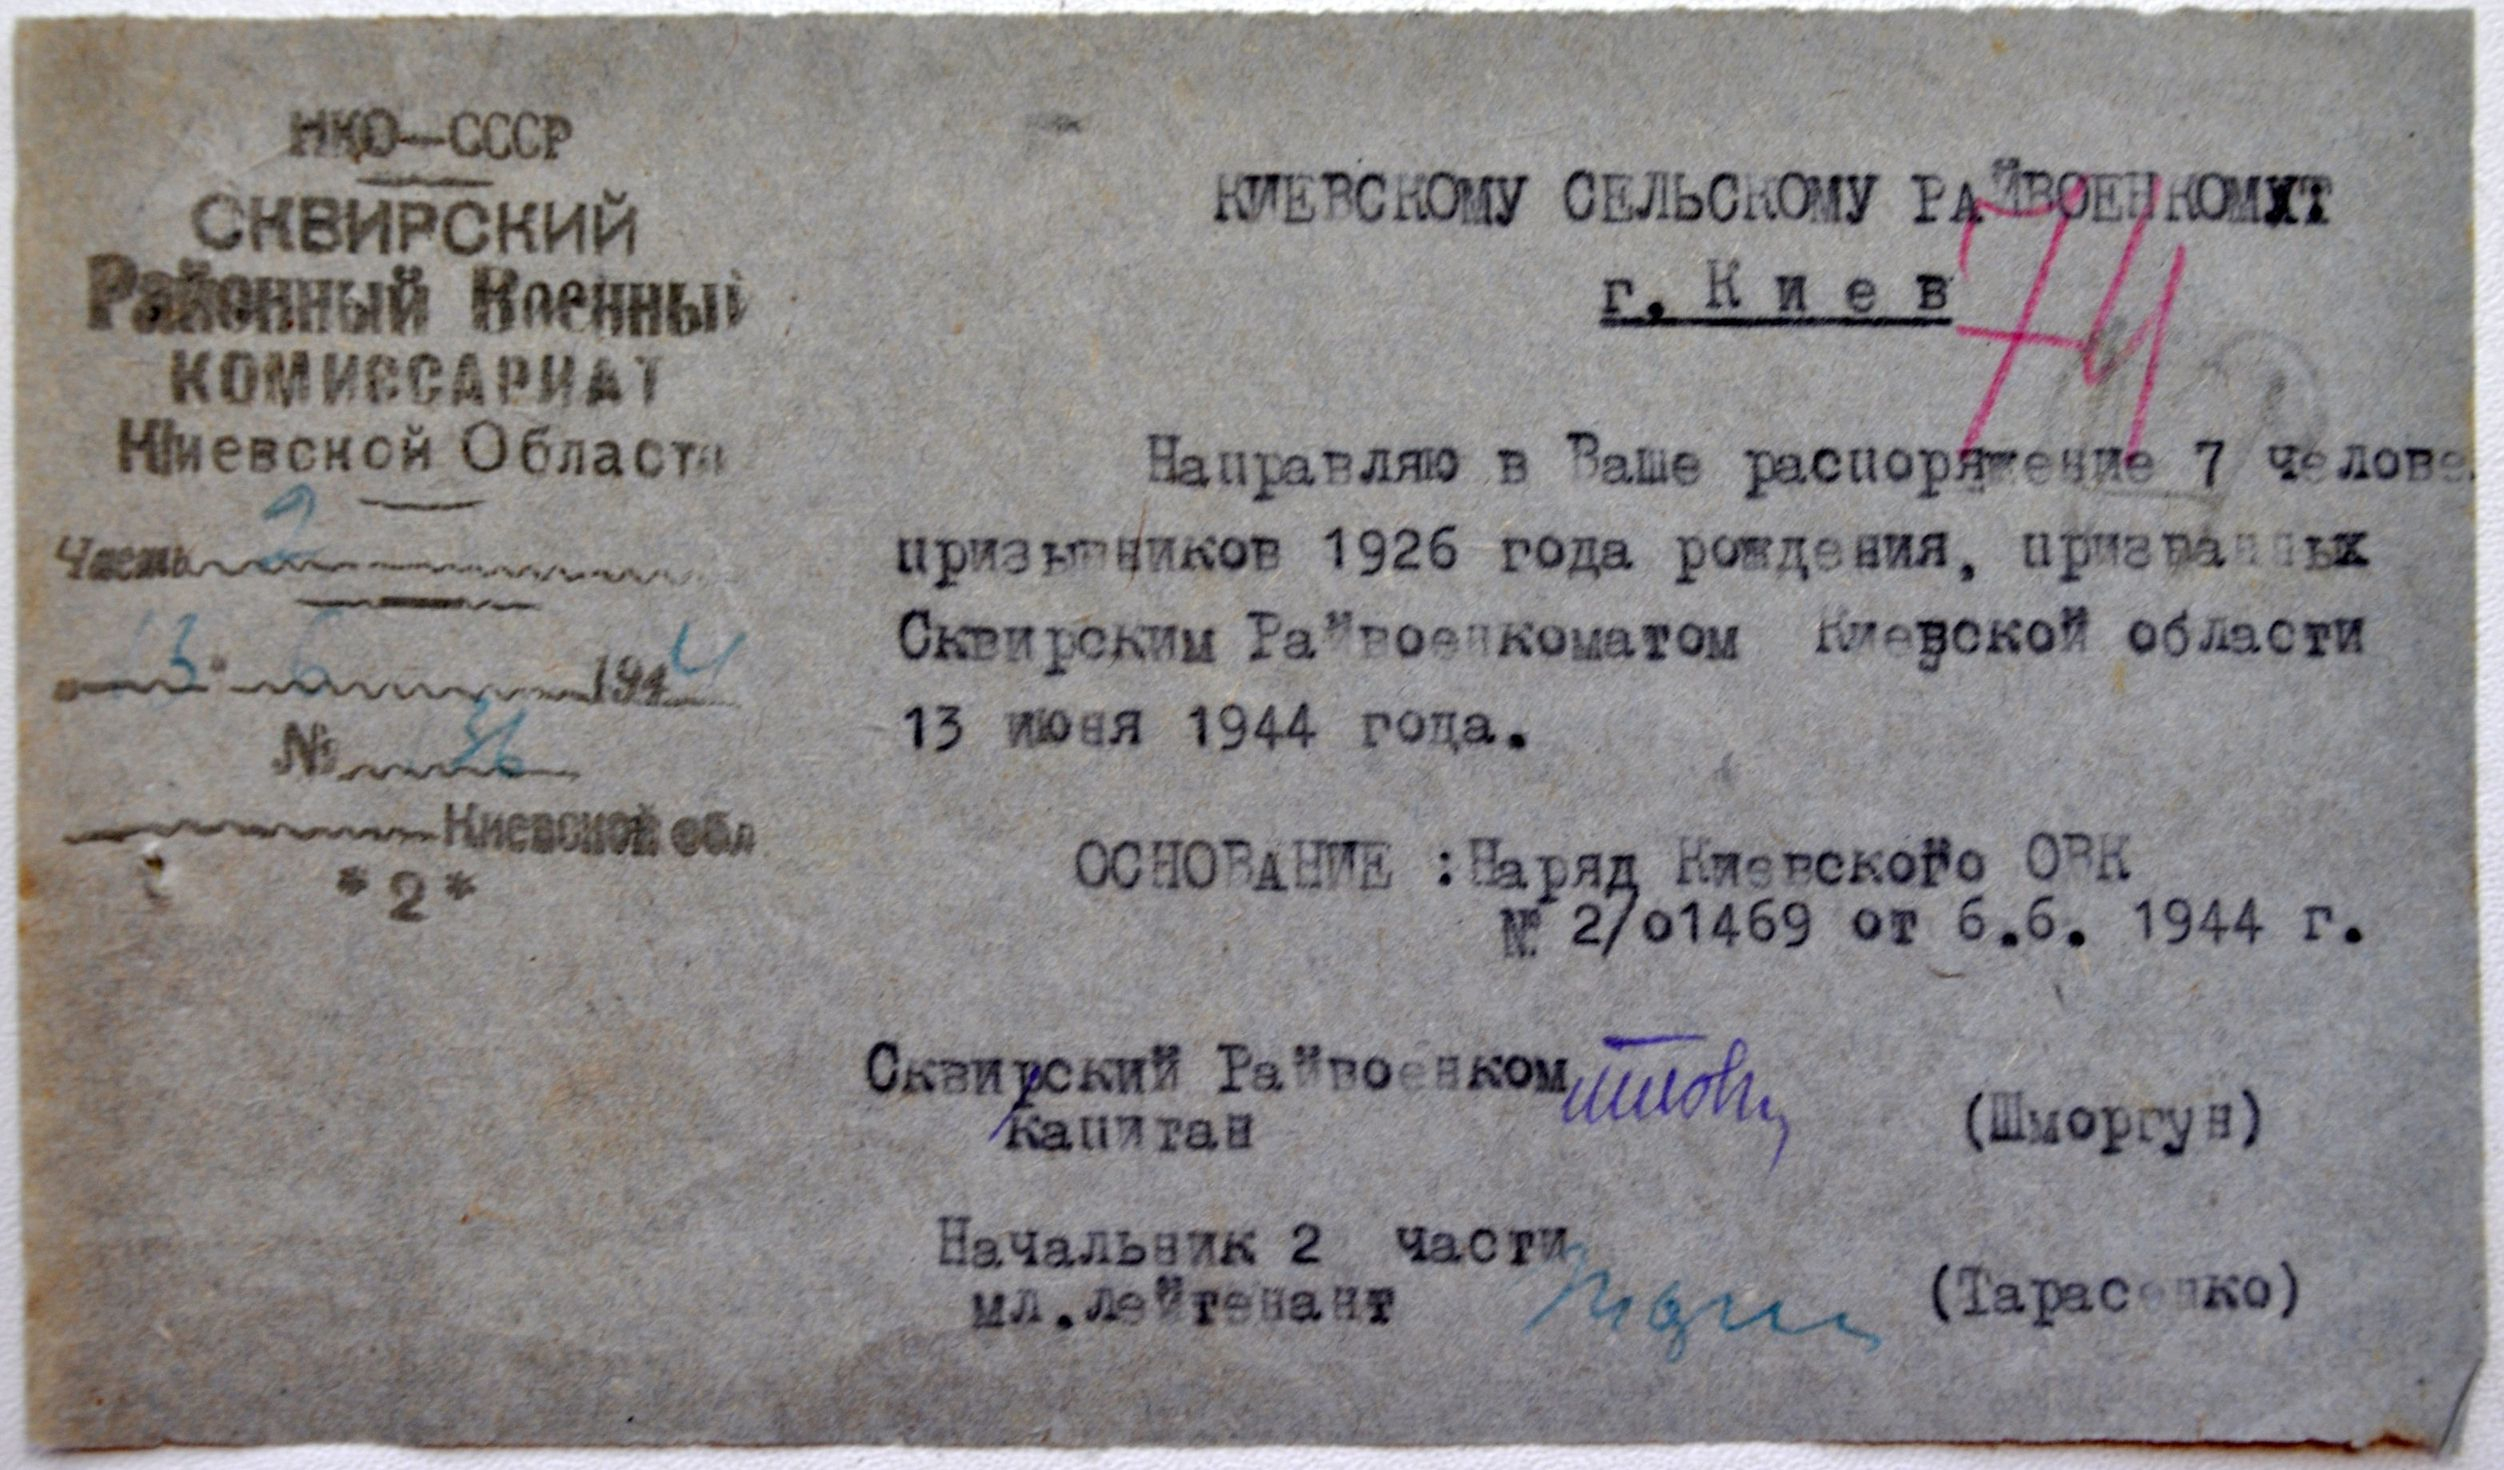 НКО—СССР
СКВИРСКИЙ
Районный Военный
КОМИССАРИАТ
Киевской Области
Часть 2
13 " 6 1944
№ 36
Киевской обл
*2*
КИЕВСКОМУ СЕЛЬСКОМУ РАЙВОЕНКОМХТ
г. Киев
74
Направляю в Ваше распоряжение 7 челове
призывников 1926 года рождения, призванных
Сквирским Райвоенкоматом Киевской области
13 июня 1944 года.
ОСНОВАНИЕ :Наряд Киевского ОВК
№ 2/о1469 от 6.6. 1944 г.
Сквирский Райвоенком
капитан
(Шморгун)
Начальник 2 части
мл.лейтенант
(Тарасенко)